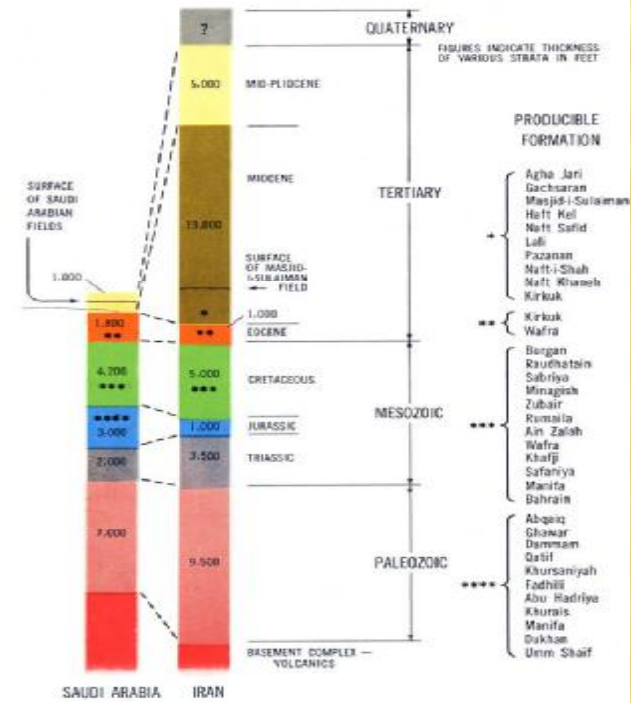 ?
QUATERNARY
FIGURES INDICATE THICKNESS
OF VARIOUS STRATA IN FEET
5.000
MID-PLIOCENE
PRODUCIBLE
FORMATION
MIOCENE
TERTIARY
13,000
SURFACE
OF SAUDI
ARABIAN
FIELDS
1.000
SURFACE
OF MASJID-
I-SULAIMAN
FIELD
*
Agha Jari
Gachsaran
Masjid-i-Sulaiman
Haft Kel
Naft Safid
Lali
Pazanan
Naft-i-Shah
Naft Khaneh
Kirkuk
*
1.800
**
**
1.000
EOCENE
**
Kirkuk
Wafra
4,200
***
5.000
***
CRETACEOUS
MESOZOIC
***
Burgan
Raudhatain
Sabriya
Minagish
Zubair
Rumaila
Ain Zalah
Wafra
Khafji
Safaniya
Manifa
Bahrain
****
3.000
1.000
JURASSIC
2.000
3.500
TRIASSIC
7.000
9.500
PALEOZOIC
****
Abqaiq
Ghawar
Dammam
Qatif
Khursaniyah
Fadhili
Abu Hadriya
Khurais
Manifa
Dukhan
Umm Shaif
BASEMENT COMPLEX —
VOLCANICS
SAUDI ARABIA
IRAN